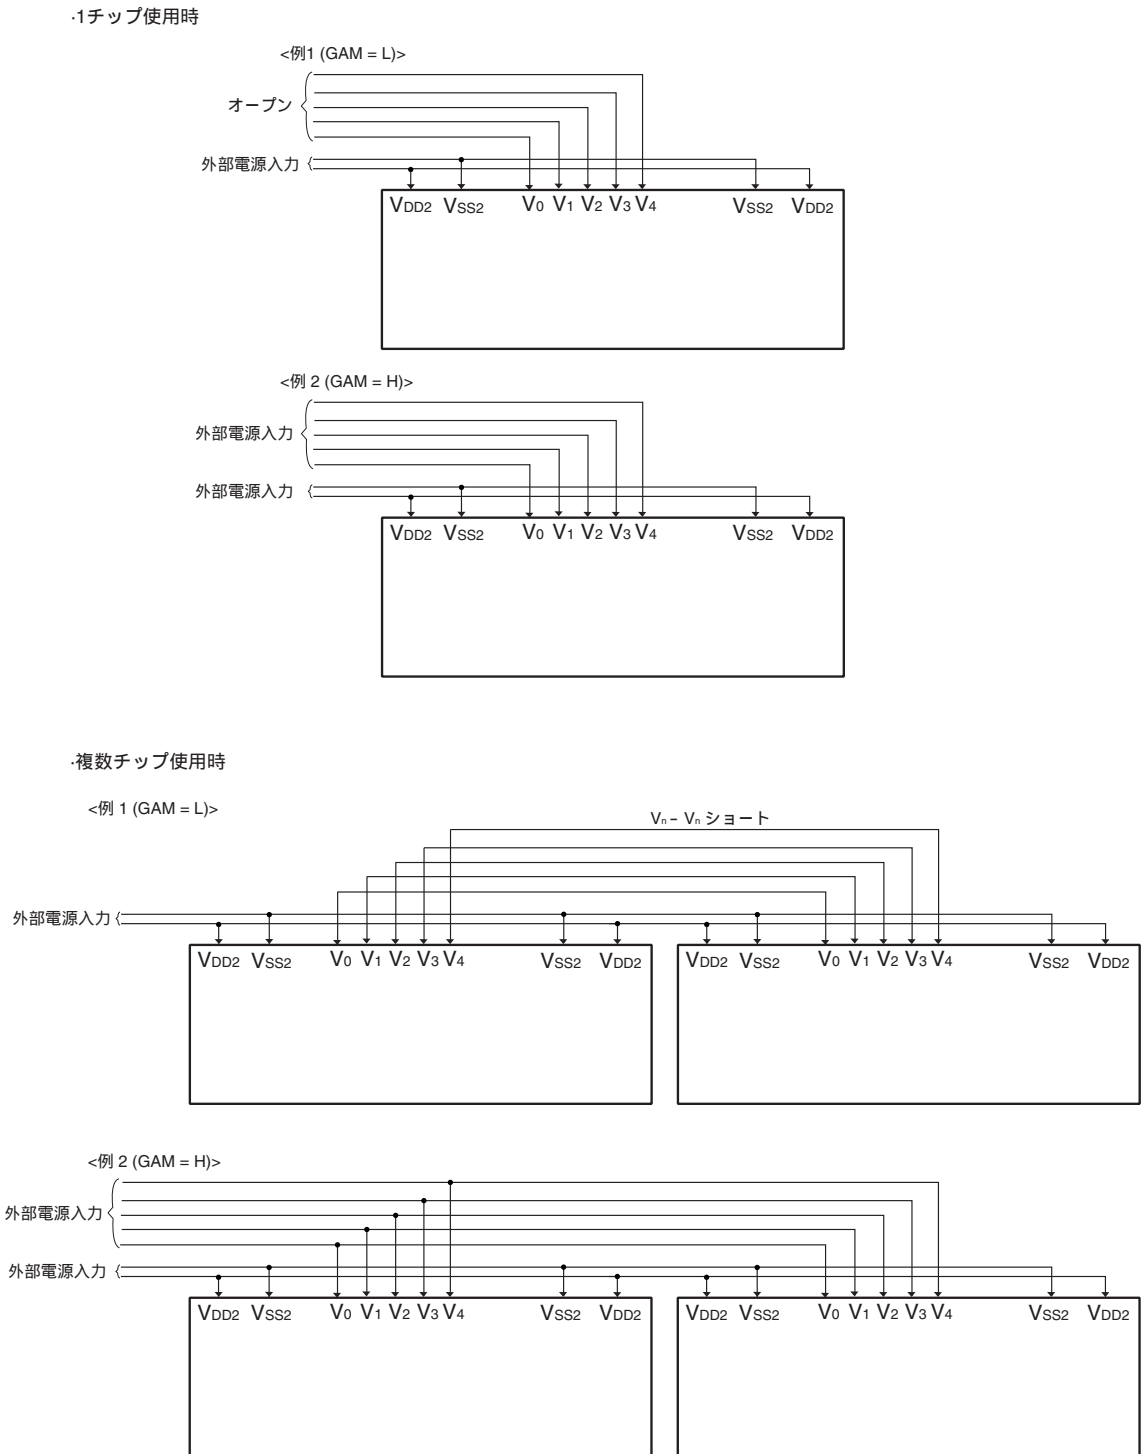 ·1チップ使用時
<例1 (GAM = L)>
オープン
外部電源入力
VDD2 VSS2 V0 V1 V2 V3 V4 VSS2 VDD2
<例 2 (GAM = H)>
外部電源入力
外部電源入力
VDD2 VSS2 V0 V1 V2 V3 V4 VSS2 VDD2
·複数チップ使用時
<例 1 (GAM = L)>
Vn – Vn ショート
外部電源入力
VDD2 VSS2 V0 V1 V2 V3 V4 VSS2 VDD2 VDD2 VSS2 V0 V1 V2 V3 V4 VSS2 VDD2
<例 2 (GAM = H)>
外部電源入力
外部電源入力
VDD2 VSS2 V0 V1 V2 V3 V4 VSS2 VDD2 VDD2 VSS2 V0 V1 V2 V3 V4 VSS2 VDD2